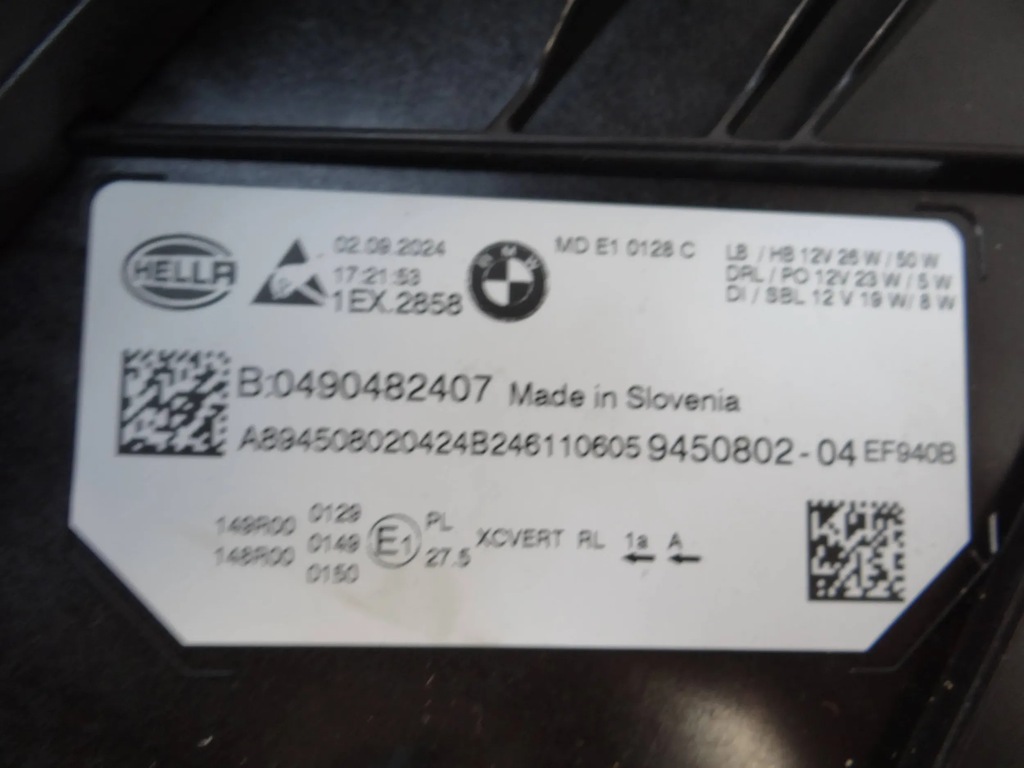 HELLA
02.09.2024
17:21:53
1EX.2858
BMW
MD E1 0128 C
LB / HB 12V 26 W / 50 W
DRL / PO 12V 23 W / 5 W
DI / SBL 12 V 19 W / 8 W
B:0490482407 Made in Slovenia
A894508020424B2461106059450802-04 EF940B
149R00 0129
148R00 0149
0150
E1
PL
27.5
XCVERT RL 1a A